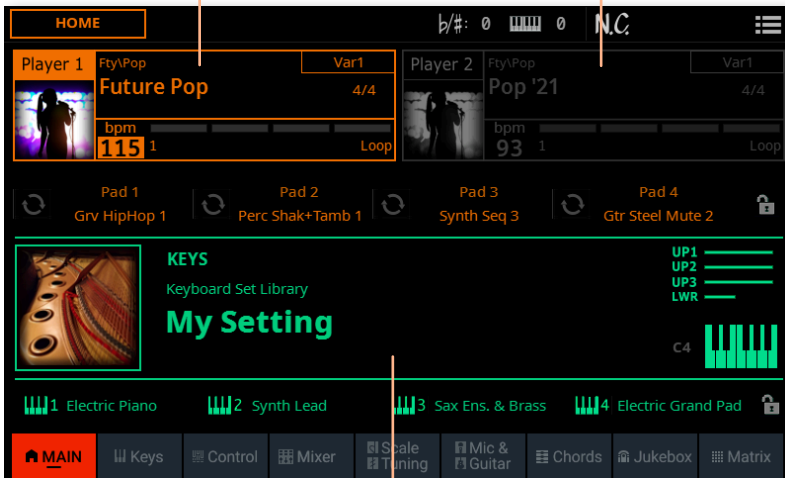 HOME
b/#: 0 0 N.C.
Player 1 Fty\Pop Var1
Future Pop 4/4
bpm
115 1 Loop
Player 2 Fty\Pop Var1
Pop '21 4/4
bpm
93 1 Loop
Pad 1 Pad 2 Pad 3 Pad 4
Grv HipHop 1 Perc Shak+Tamb 1 Synth Seq 3 Gtr Steel Mute 2
KEYS
Keyboard Set Library
My Setting
UP1
UP2
UP3
LWR
C4
1 Electric Piano 2 Synth Lead 3 Sax Ens. & Brass 4 Electric Grand Pad
MAIN Keys Control Mixer Scale Tuning Mic & Guitar Chords Jukebox Matrix